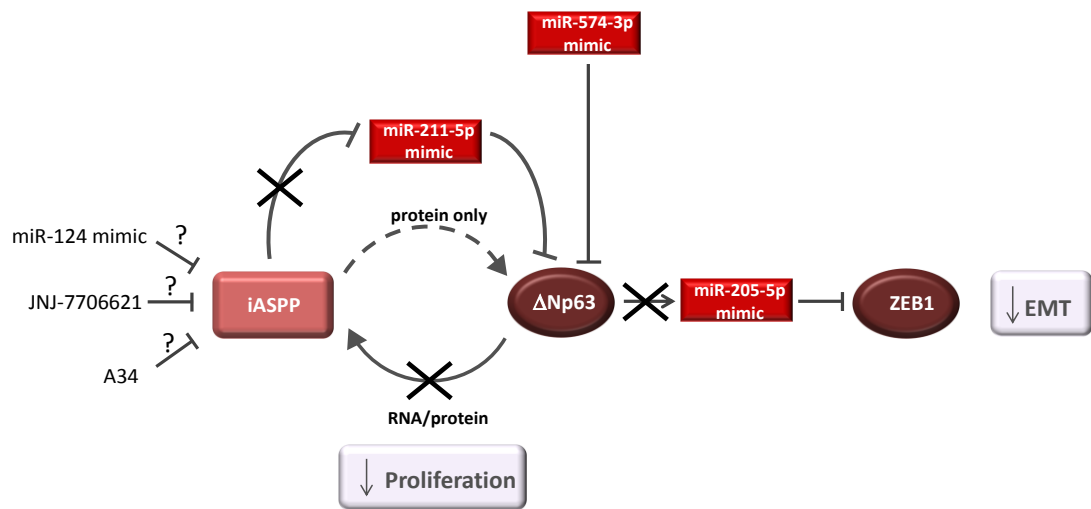 miR-574-3p
mimic
miR-211-5p
mimic
protein only
miR-124 mimic
?
JNJ-7706621
?
?
A34
iASPP
ΔNp63
miR-205-5p
mimic
ZEB1
↓ EMT
RNA/protein
↓ Proliferation